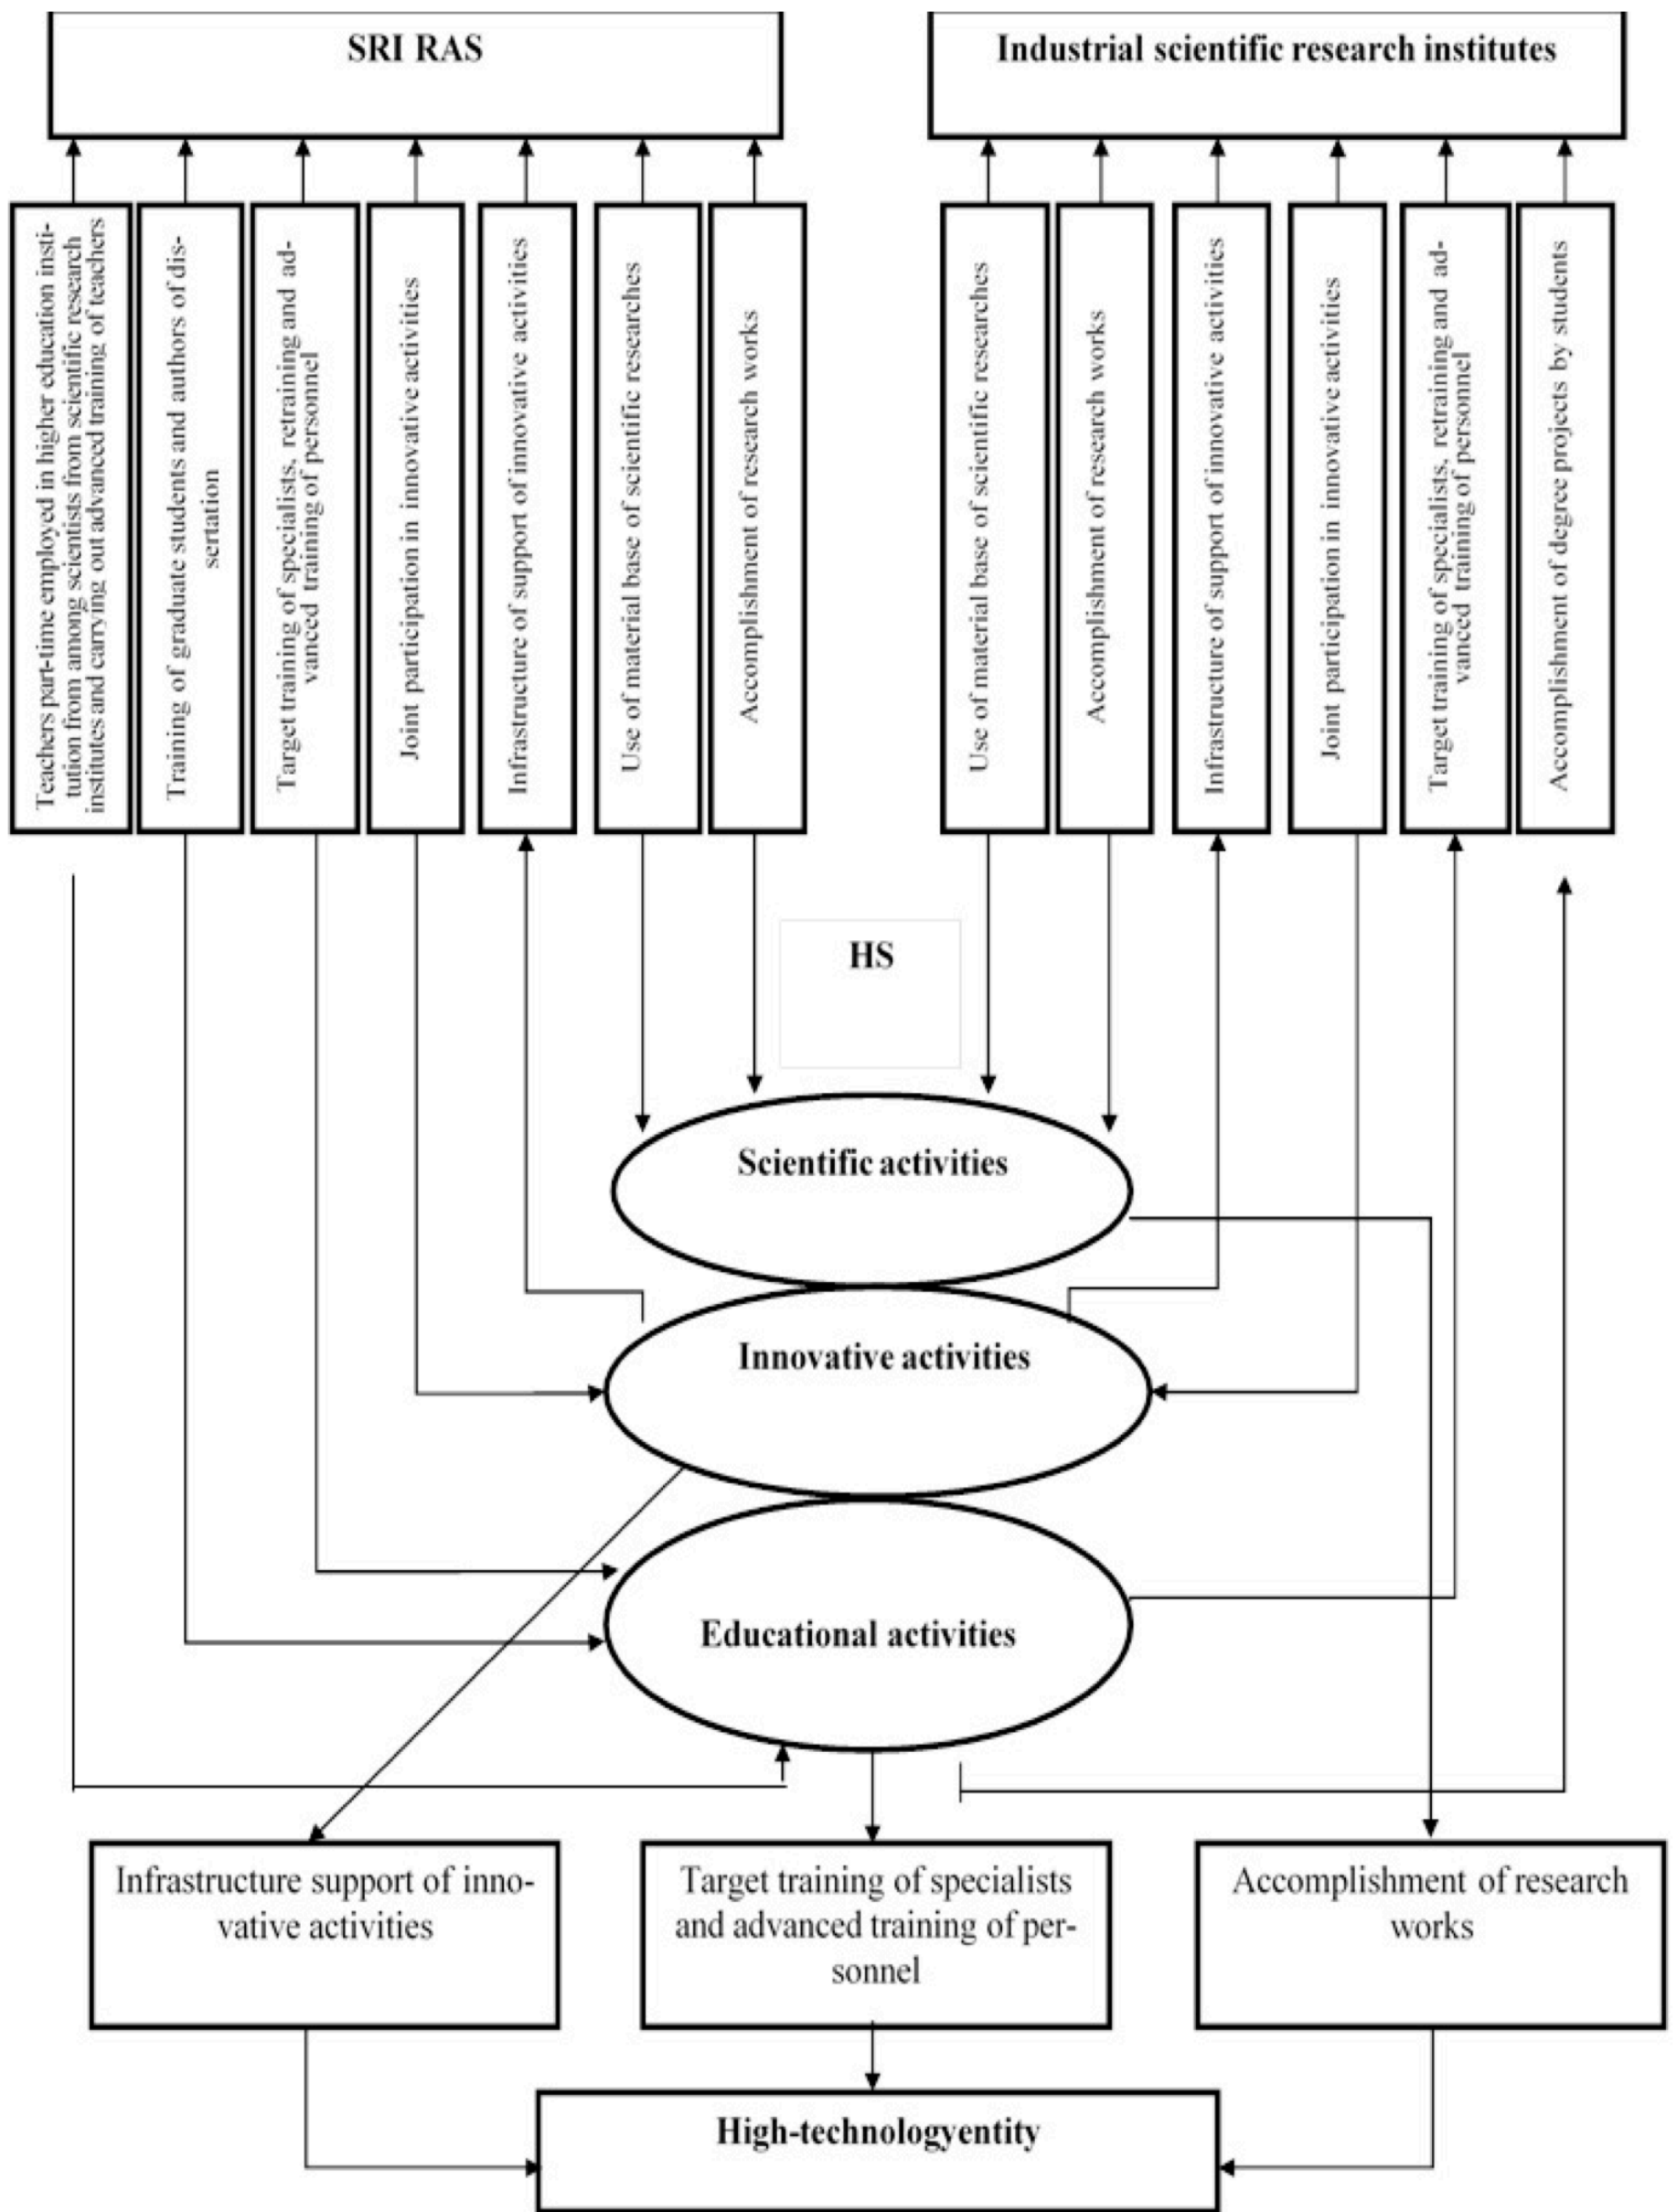 SRI RAS
Industrial scientific research institutes
Teachers part-time employed in higher education insti-
tution from among scientists from scientific research
institutes and carrying out advanced training of teachers
Training of graduate students and authors of dis-
sertation
Target training of specialists, retraining and ad-
vanced training of personnel
Joint participation in innovative activities
Infrastructure of support of innovative activities
Use of material base of scientific researches
Accomplishment of research works
Use of material base of scientific researches
Accomplishment of research works
Infrastructure of support of innovative activities
Joint participation in innovative activities
Target training of specialists, retraining and ad-
vanced training of personnel
Accomplishment of degree projects by students
HS
Scientific activities
Innovative activities
Educational activities
Infrastructure support of inno-
vative activities
Target training of specialists
and advanced training of per-
sonnel
Accomplishment of research
works
High-technologyentity